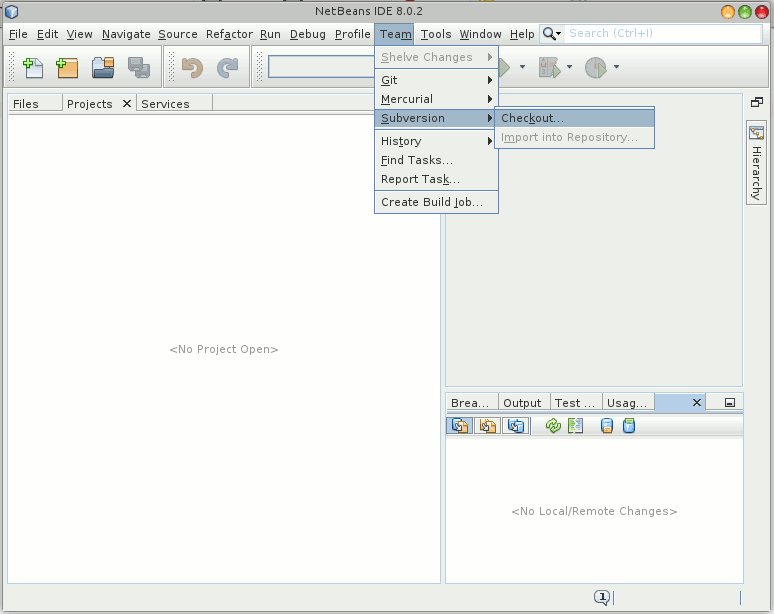 NetBeans IDE 8.0.2
File Edit View Navigate Source Refactor Run Debug Profile Team Tools Window Help Search (Ctrl+I)
Shelve Changes
Git
Mercurial
Subversion
Checkout...
Import into Repository...
History
Find Tasks...
Report Task...
Create Build Job...
Files Projects Services
Hierarchy
<No Project Open>
Brea... Output Test ... Usag...
<No Local/Remote Changes>
1